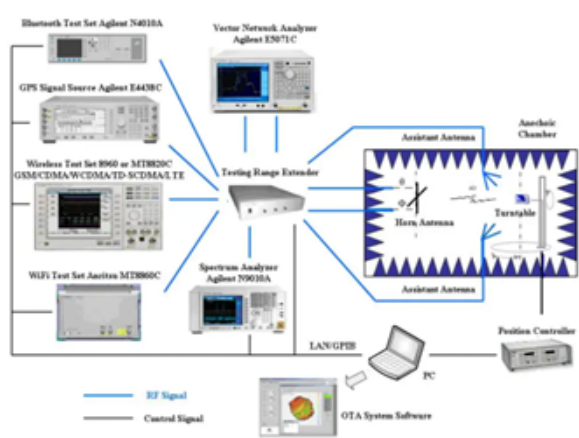 Bluetooth Test Set Agilent N4010A
Vector Network Analyzer
Agilent E5071C
GPS Signal Source Agilent E4438C
Assistant Antenna
Anechoic
Chamber
Wireless Test Set 8960 or MT8820C
GSM/CDMA/WCDMA/TD-SCDMA/LTE
Testing Range Extender
Horn Antenna
Turntable
WiFi Test Set Anritsu MT8860C
Spectrum Analyzer
Agilent N9010A
Assistant Antenna
Position Controller
LAN/GPIB
PC
RF Signal
Control Signal
OTA System Software